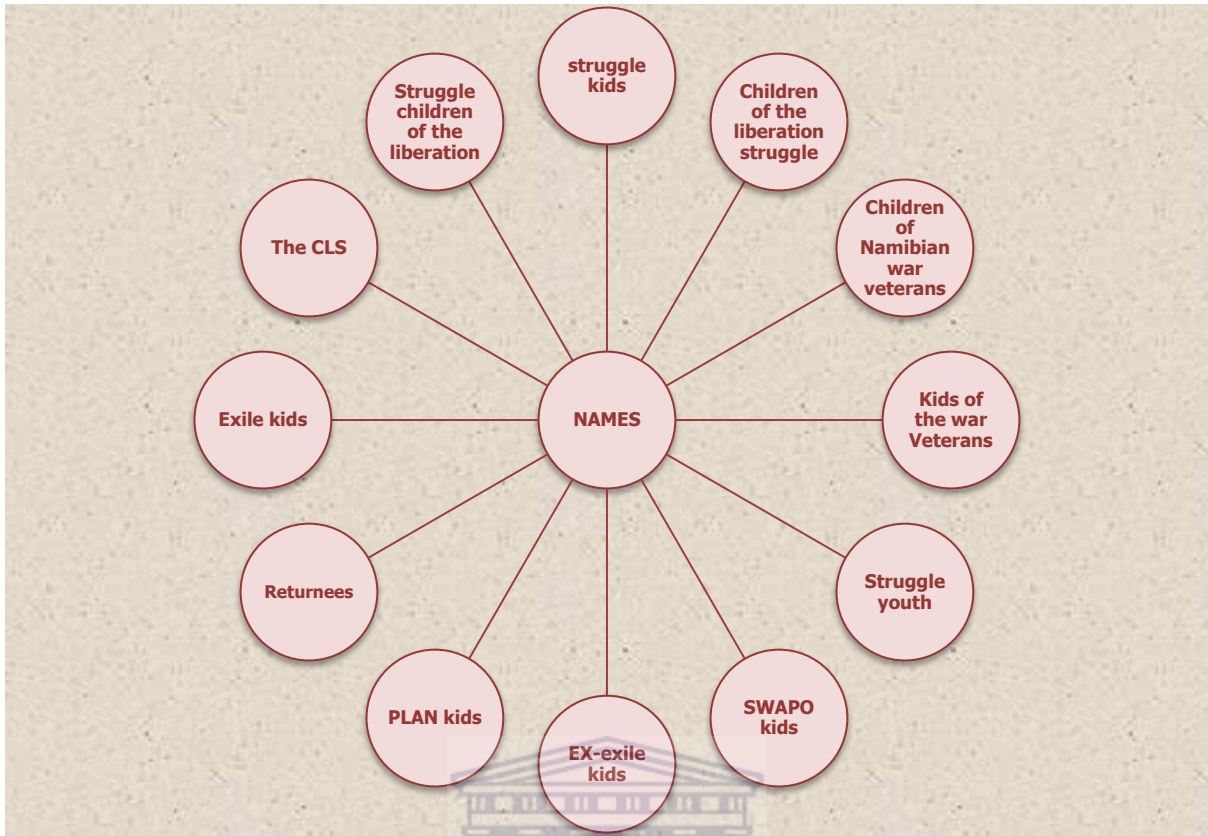 struggle
kids
Children
of the
liberation
struggle
Children
of
Namibian
war
veterans
Kids of
the war
Veterans
Struggle
youth
SWAPO
kids
EX-exile
kids
PLAN kids
Returnees
Exile kids
The CLS
Struggle
children
of the
liberation
NAMES